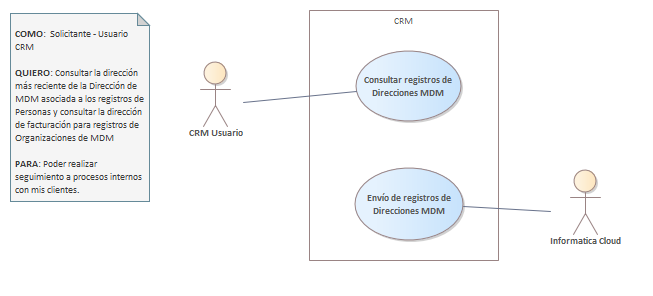 COMO: Solicitante - Usuario
CRM
QUIERO: Consultar la dirección
más reciente de la Dirección de
MDM asociada a los registros de
Personas y consultar la dirección
de facturación para registros de
Organizaciones de MDM
PARA: Poder realizar
seguimiento a procesos internos
con mis clientes.
CRM
Consultar registros de
Direcciones MDM
CRM Usuario
Envío de registros de
Direcciones MDM
Informatica Cloud